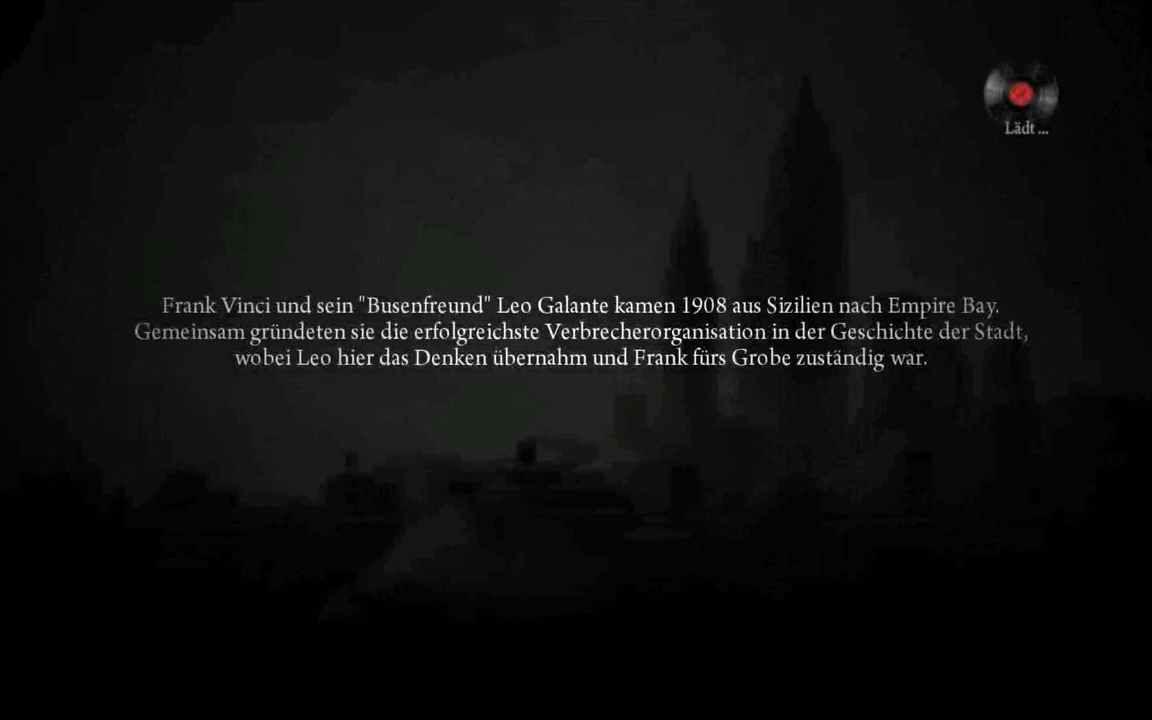 Lädt ...
Frank Vinci und sein "Busenfreund" Leo Galante kamen 1908 aus Sizilien nach Empire Bay.
Gemeinsam gründeten sie die erfolgreichste Verbrecherorganisation in der Geschichte der Stadt,
wobei Leo hier das Denken übernahm und Frank fürs Grobe zuständig war.